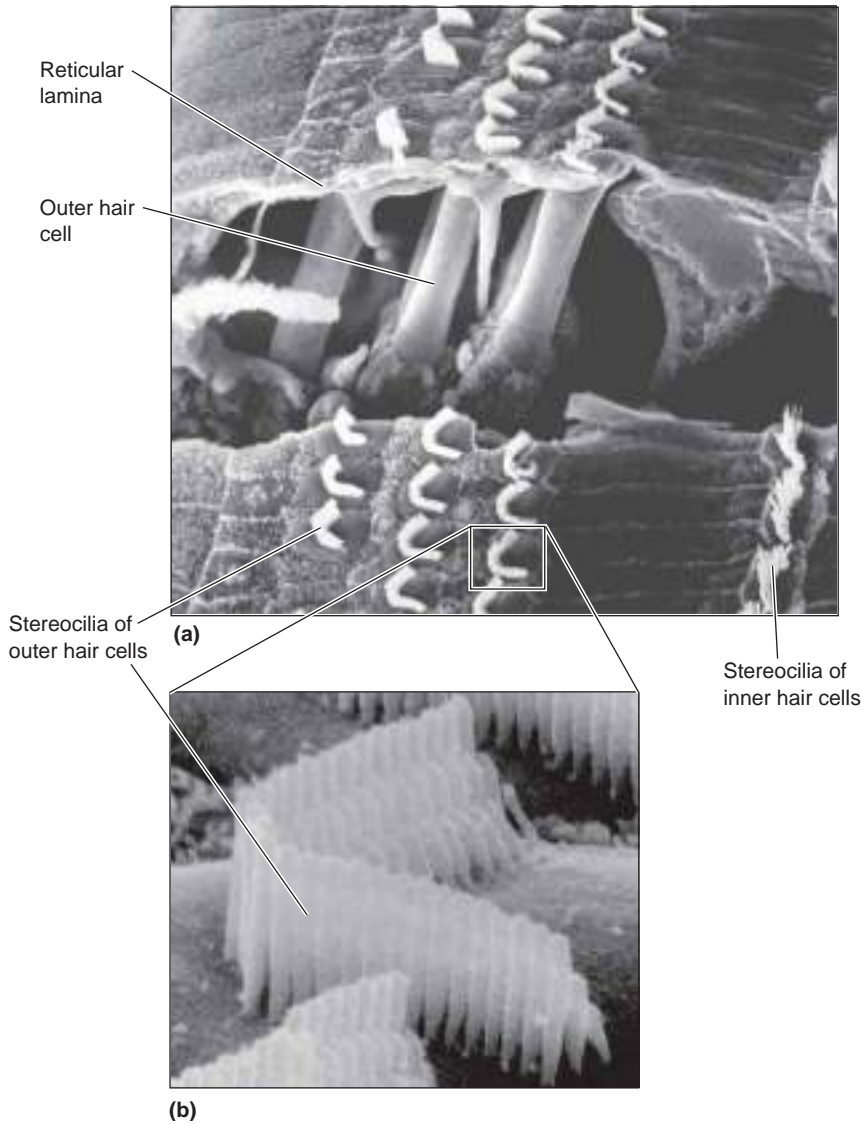 Reticular
lamina
Outer hair
cell
Stereocilia of
outer hair cells
(a)
Stereocilia of
inner hair cells
(b)